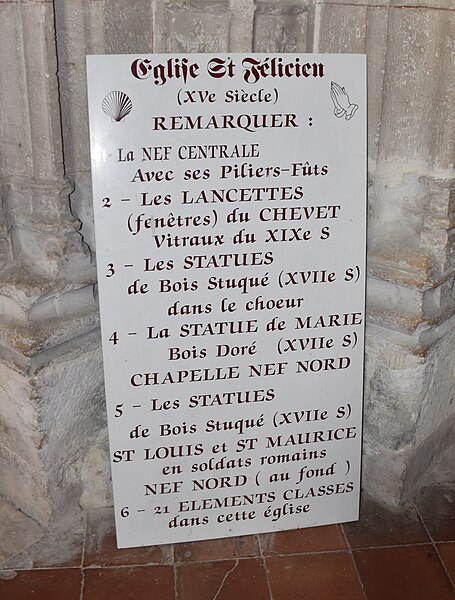 Eglise St Félicien
(XVe Siècle)
REMARQUER :
- La NEF CENTRALE
Avec ses Piliers-Fûts
2 - Les LANCETTES
(fenêtres) du CHEVET
Vitraux du XIXe S
3 - Les STATUES
de Bois Stuqué (XVIIe S)
dans le choeur
4 - La STATUE de MARIE
Bois Doré (XVIIe S)
CHAPELLE NEF NORD
5 - Les STATUES
de Bois Stuqué (XVIIe S)
ST LOUIS et ST MAURICE
en soldats romains
NEF NORD ( au fond )
6 - 21 ELEMENTS CLASSES
dans cette église